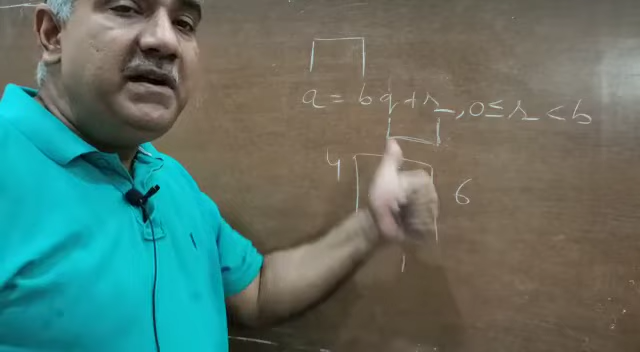 a = bq + r, 0 ≤ r < b
4 6